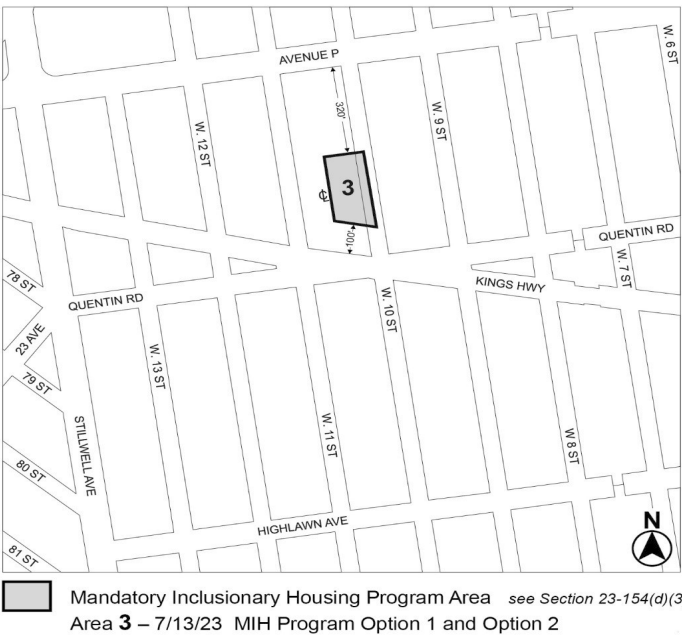 AVENUE P
W. 6 ST
320'
W. 9 ST
W. 12 ST
3
℄
100'
QUENTIN RD
W. 7 ST
78 ST
QUENTIN RD
KINGS HWY
W. 10 ST
23 AVE
W. 13 ST
79 ST
STILLWELL AVE
W. 11 ST
W 8 ST
80 ST
HIGHLAWN AVE
N
81 ST
Mandatory Inclusionary Housing Program Area see Section 23-154(d)(3
Area 3 – 7/13/23 MIH Program Option 1 and Option 2